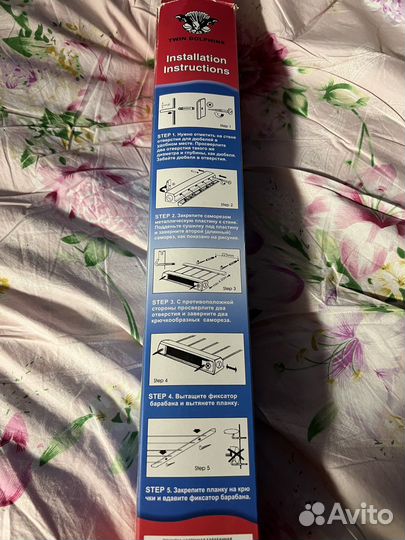 TWIN DOLPHINS
Installation
Instructions
Step 1
STEP 1. Нужно отметить на стене
отверстия для дюбелей в
удобном месте. Просверлите
два отверстия такого же
диаметра и глубины, как дюбеля.
Забейте дюбеля в отверстия.
Step 2
STEP 2. Закрепите саморезом
металлическую пластину к стене.
Подденьте сушилку под пластину
и заверните второй (длинный)
саморез, как показано на рисунке.
225mm
Step 3
STEP 3. С противоположной
стороны просверлите два
отверстия и заверните два
крючкообразных самореза.
Step 4
STEP 4. Вытащите фиксатор
барабана и вытянете планку.
Step 5
STEP 5. Закрепите планку на крю
чки и вдавите фиксатор барабана.
Avito